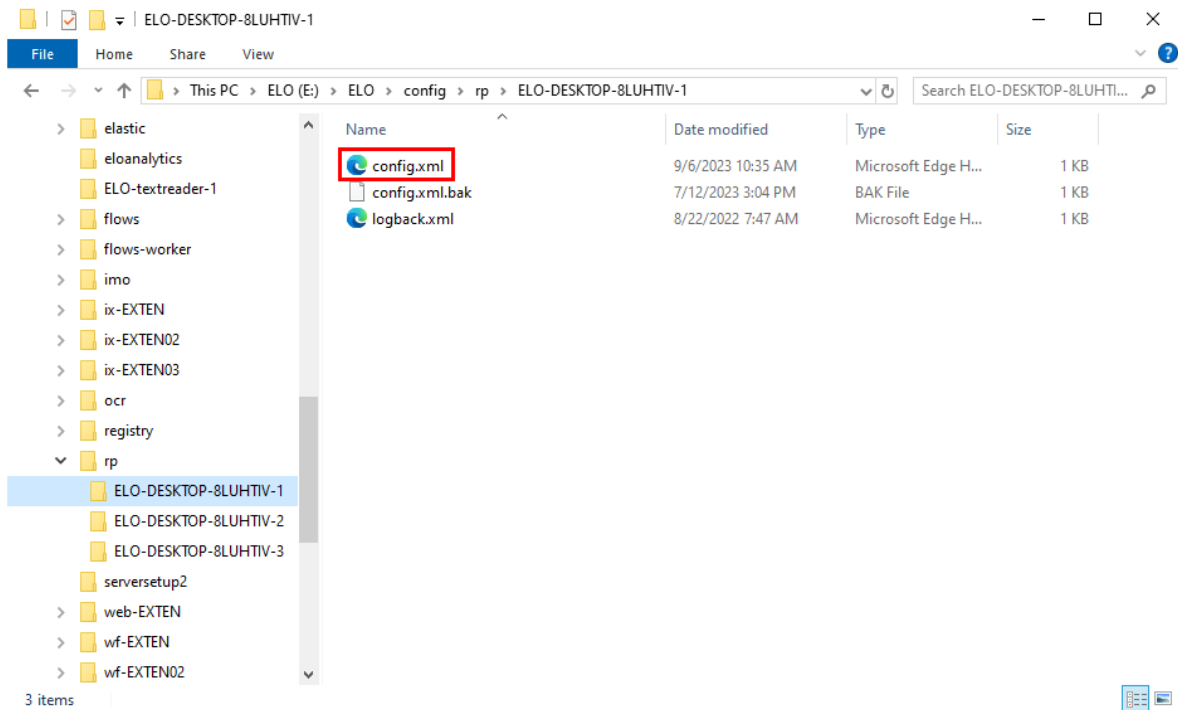 ELO-DESKTOP-8LUHTIV-1
File Home Share View
This PC ELO (E:) ELO config rp ELO-DESKTOP-8LUHTIV-1 Search ELO-DESKTOP-8LUHTI...
elastic
eloanalytics
ELO-textreader-1
flows
flows-worker
imo
ix-EXTEN
ix-EXTEN02
ix-EXTEN03
ocr
registry
rp
ELO-DESKTOP-8LUHTIV-1
ELO-DESKTOP-8LUHTIV-2
ELO-DESKTOP-8LUHTIV-3
serversetup2
web-EXTEN
wf-EXTEN
wf-EXTEN02
Name Date modified Type Size
config.xml 9/6/2023 10:35 AM Microsoft Edge H... 1 KB
config.xml.bak 7/12/2023 3:04 PM BAK File 1 KB
logback.xml 8/22/2022 7:47 AM Microsoft Edge H... 1 KB
3 items